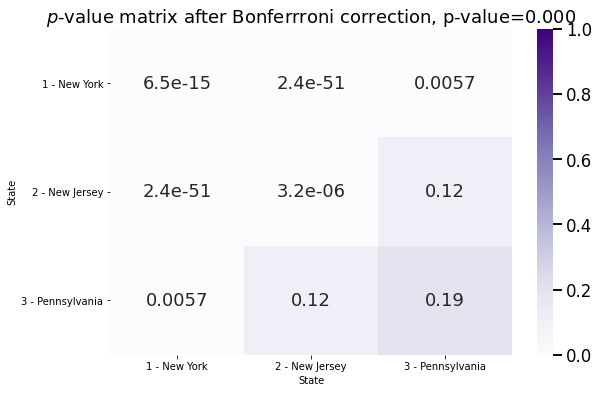 p-value matrix after Bonferrroni correction, p-value=0.000
1.0
1 - New York 6.5e-15 2.4e-51 0.0057
0.8
0.6
State
2 - New Jersey 2.4e-51 3.2e-06 0.12
0.4
0.2
3 - Pennsylvania 0.0057 0.12 0.19
0.0
1 - New York 2 - New Jersey 3 - Pennsylvania
State